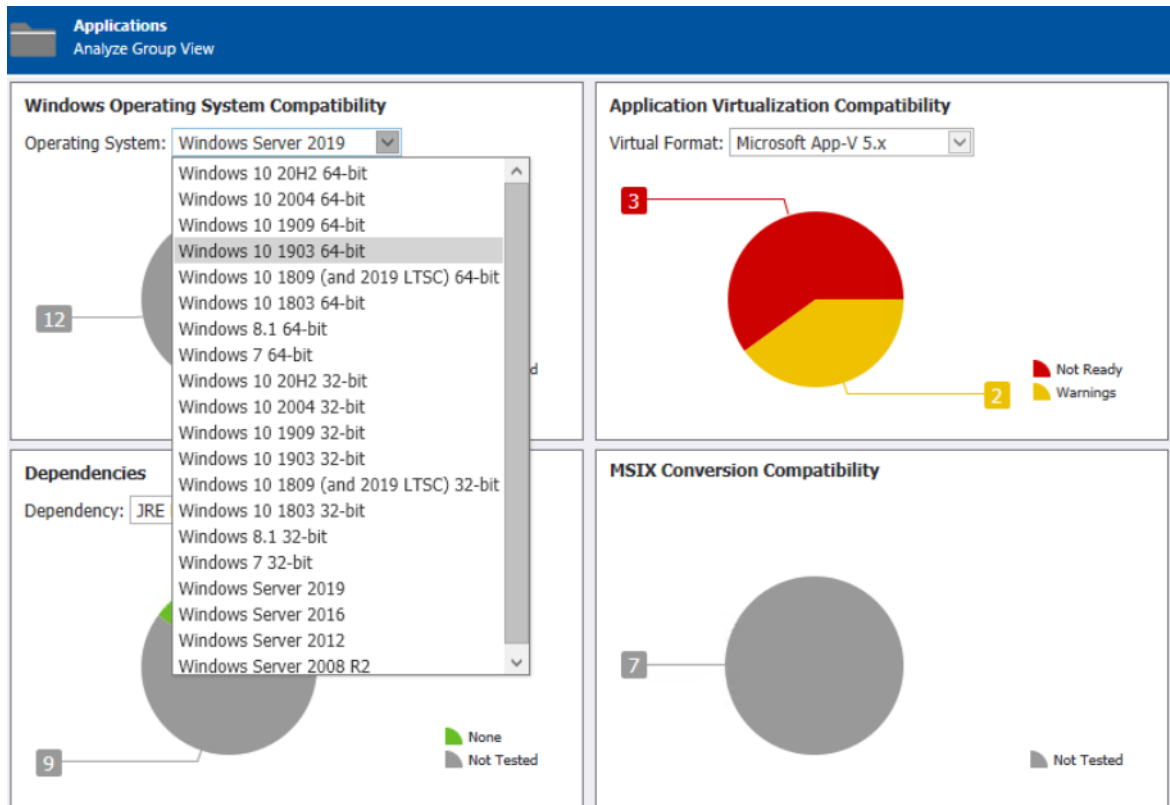 Applications
Analyze Group View
Windows Operating System Compatibility
Operating System: Windows Server 2019
Windows 10 20H2 64-bit
Windows 10 2004 64-bit
Windows 10 1909 64-bit
Windows 10 1903 64-bit
Windows 10 1809 (and 2019 LTSC) 64-bit
Windows 10 1803 64-bit
Windows 8.1 64-bit
Windows 7 64-bit
Windows 10 20H2 32-bit
Windows 10 2004 32-bit
Windows 10 1909 32-bit
Windows 10 1903 32-bit
Windows 10 1809 (and 2019 LTSC) 32-bit
Windows 10 1803 32-bit
Windows 8.1 32-bit
Windows 7 32-bit
Windows Server 2019
Windows Server 2016
Windows Server 2012
Windows Server 2008 R2
12
Application Virtualization Compatibility
Virtual Format: Microsoft App-V 5.x
3
2
Not Ready
Warnings
Dependencies
Dependency: JRE
9
None
Not Tested
MSIX Conversion Compatibility
7
Not Tested